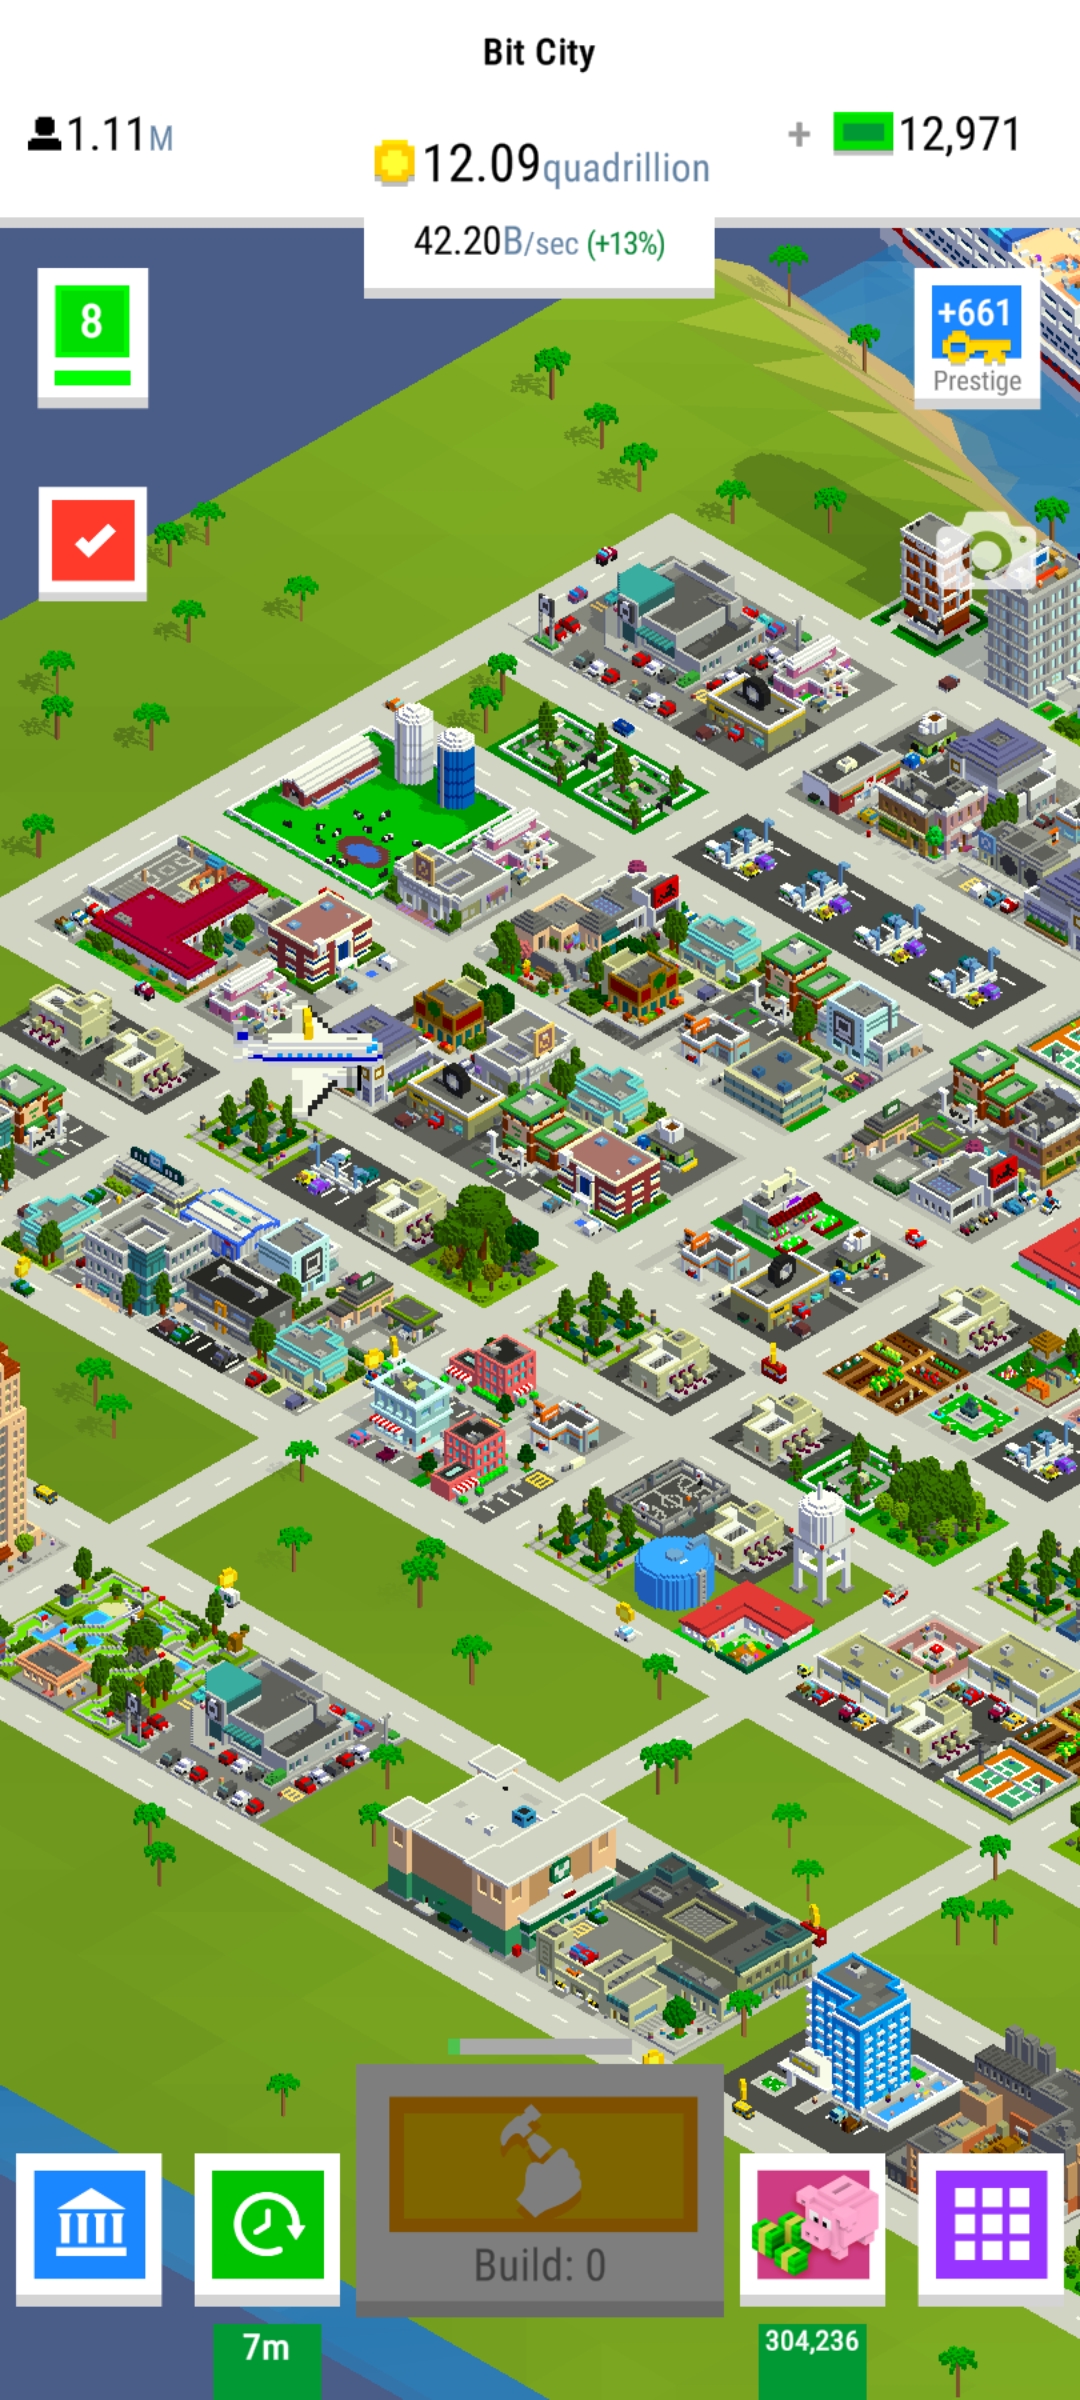 Bit City
1.11M
12.09quadrillion
+ 12,971
42.20B/sec (+13%)
8
+661
Prestige
Build: 0
7m
304,236